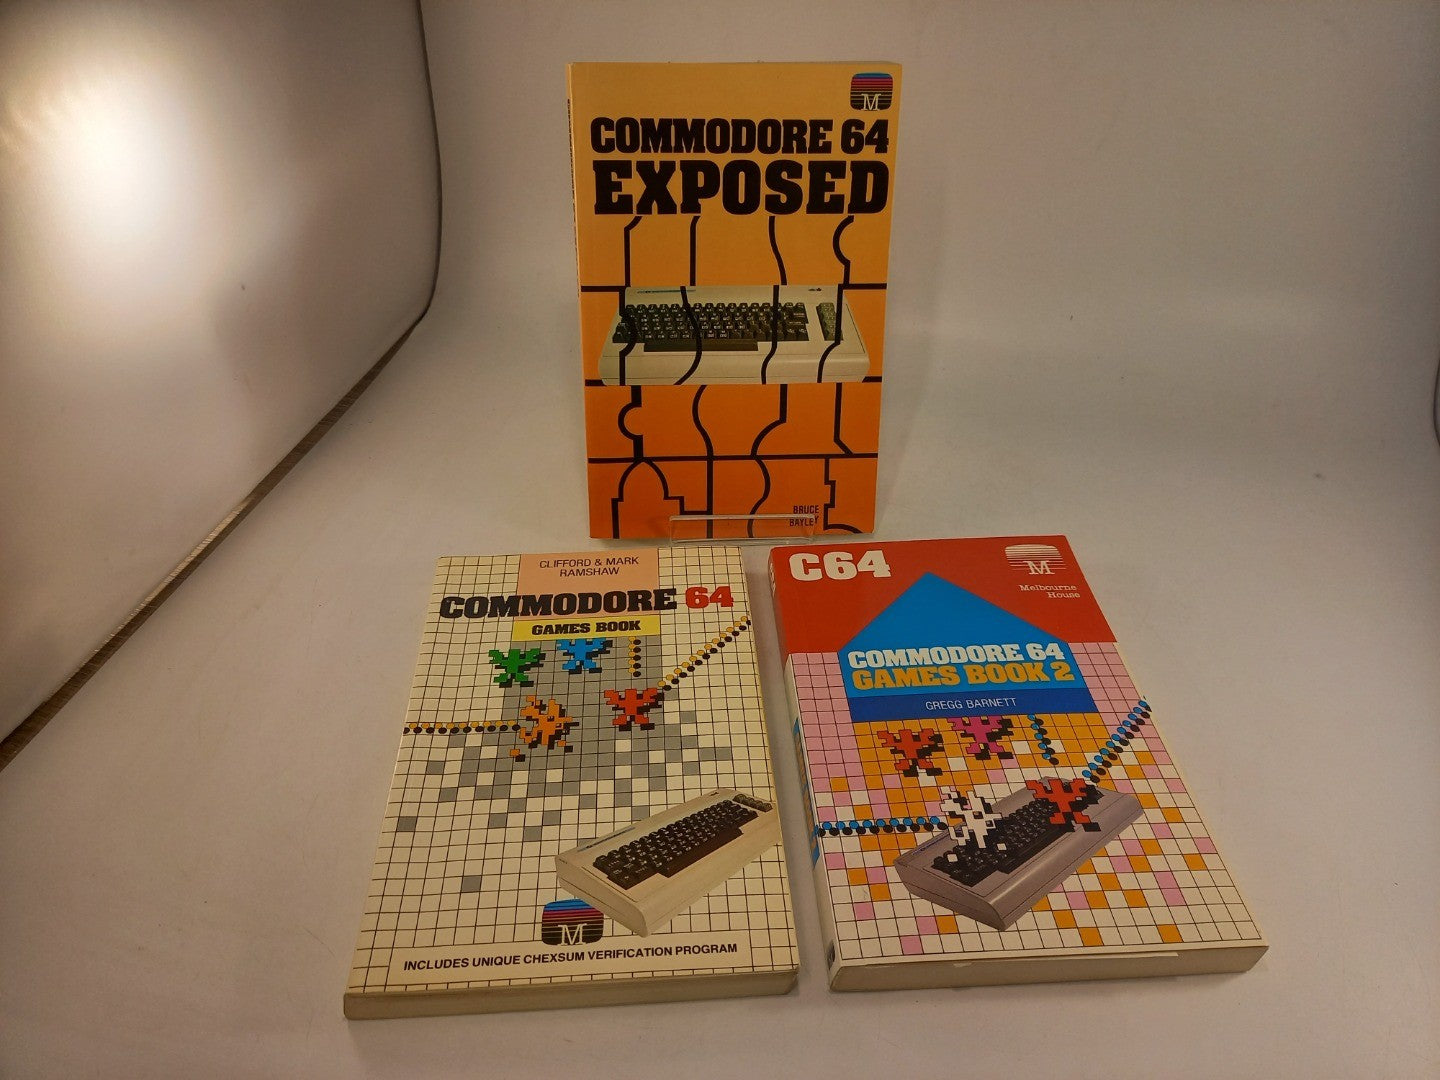 M
COMMODORE 64
EXPOSED
BRUCE
BAYLEY
CLIFFORD & MARK
RAMSHAW
COMMODORE 64
GAMES BOOK
M
INCLUDES UNIQUE CHEXSUM VERIFICATION PROGRAM
C64
M
Melbourne
House
COMMODORE 64
GAMES BOOK 2
GREGG BARNETT